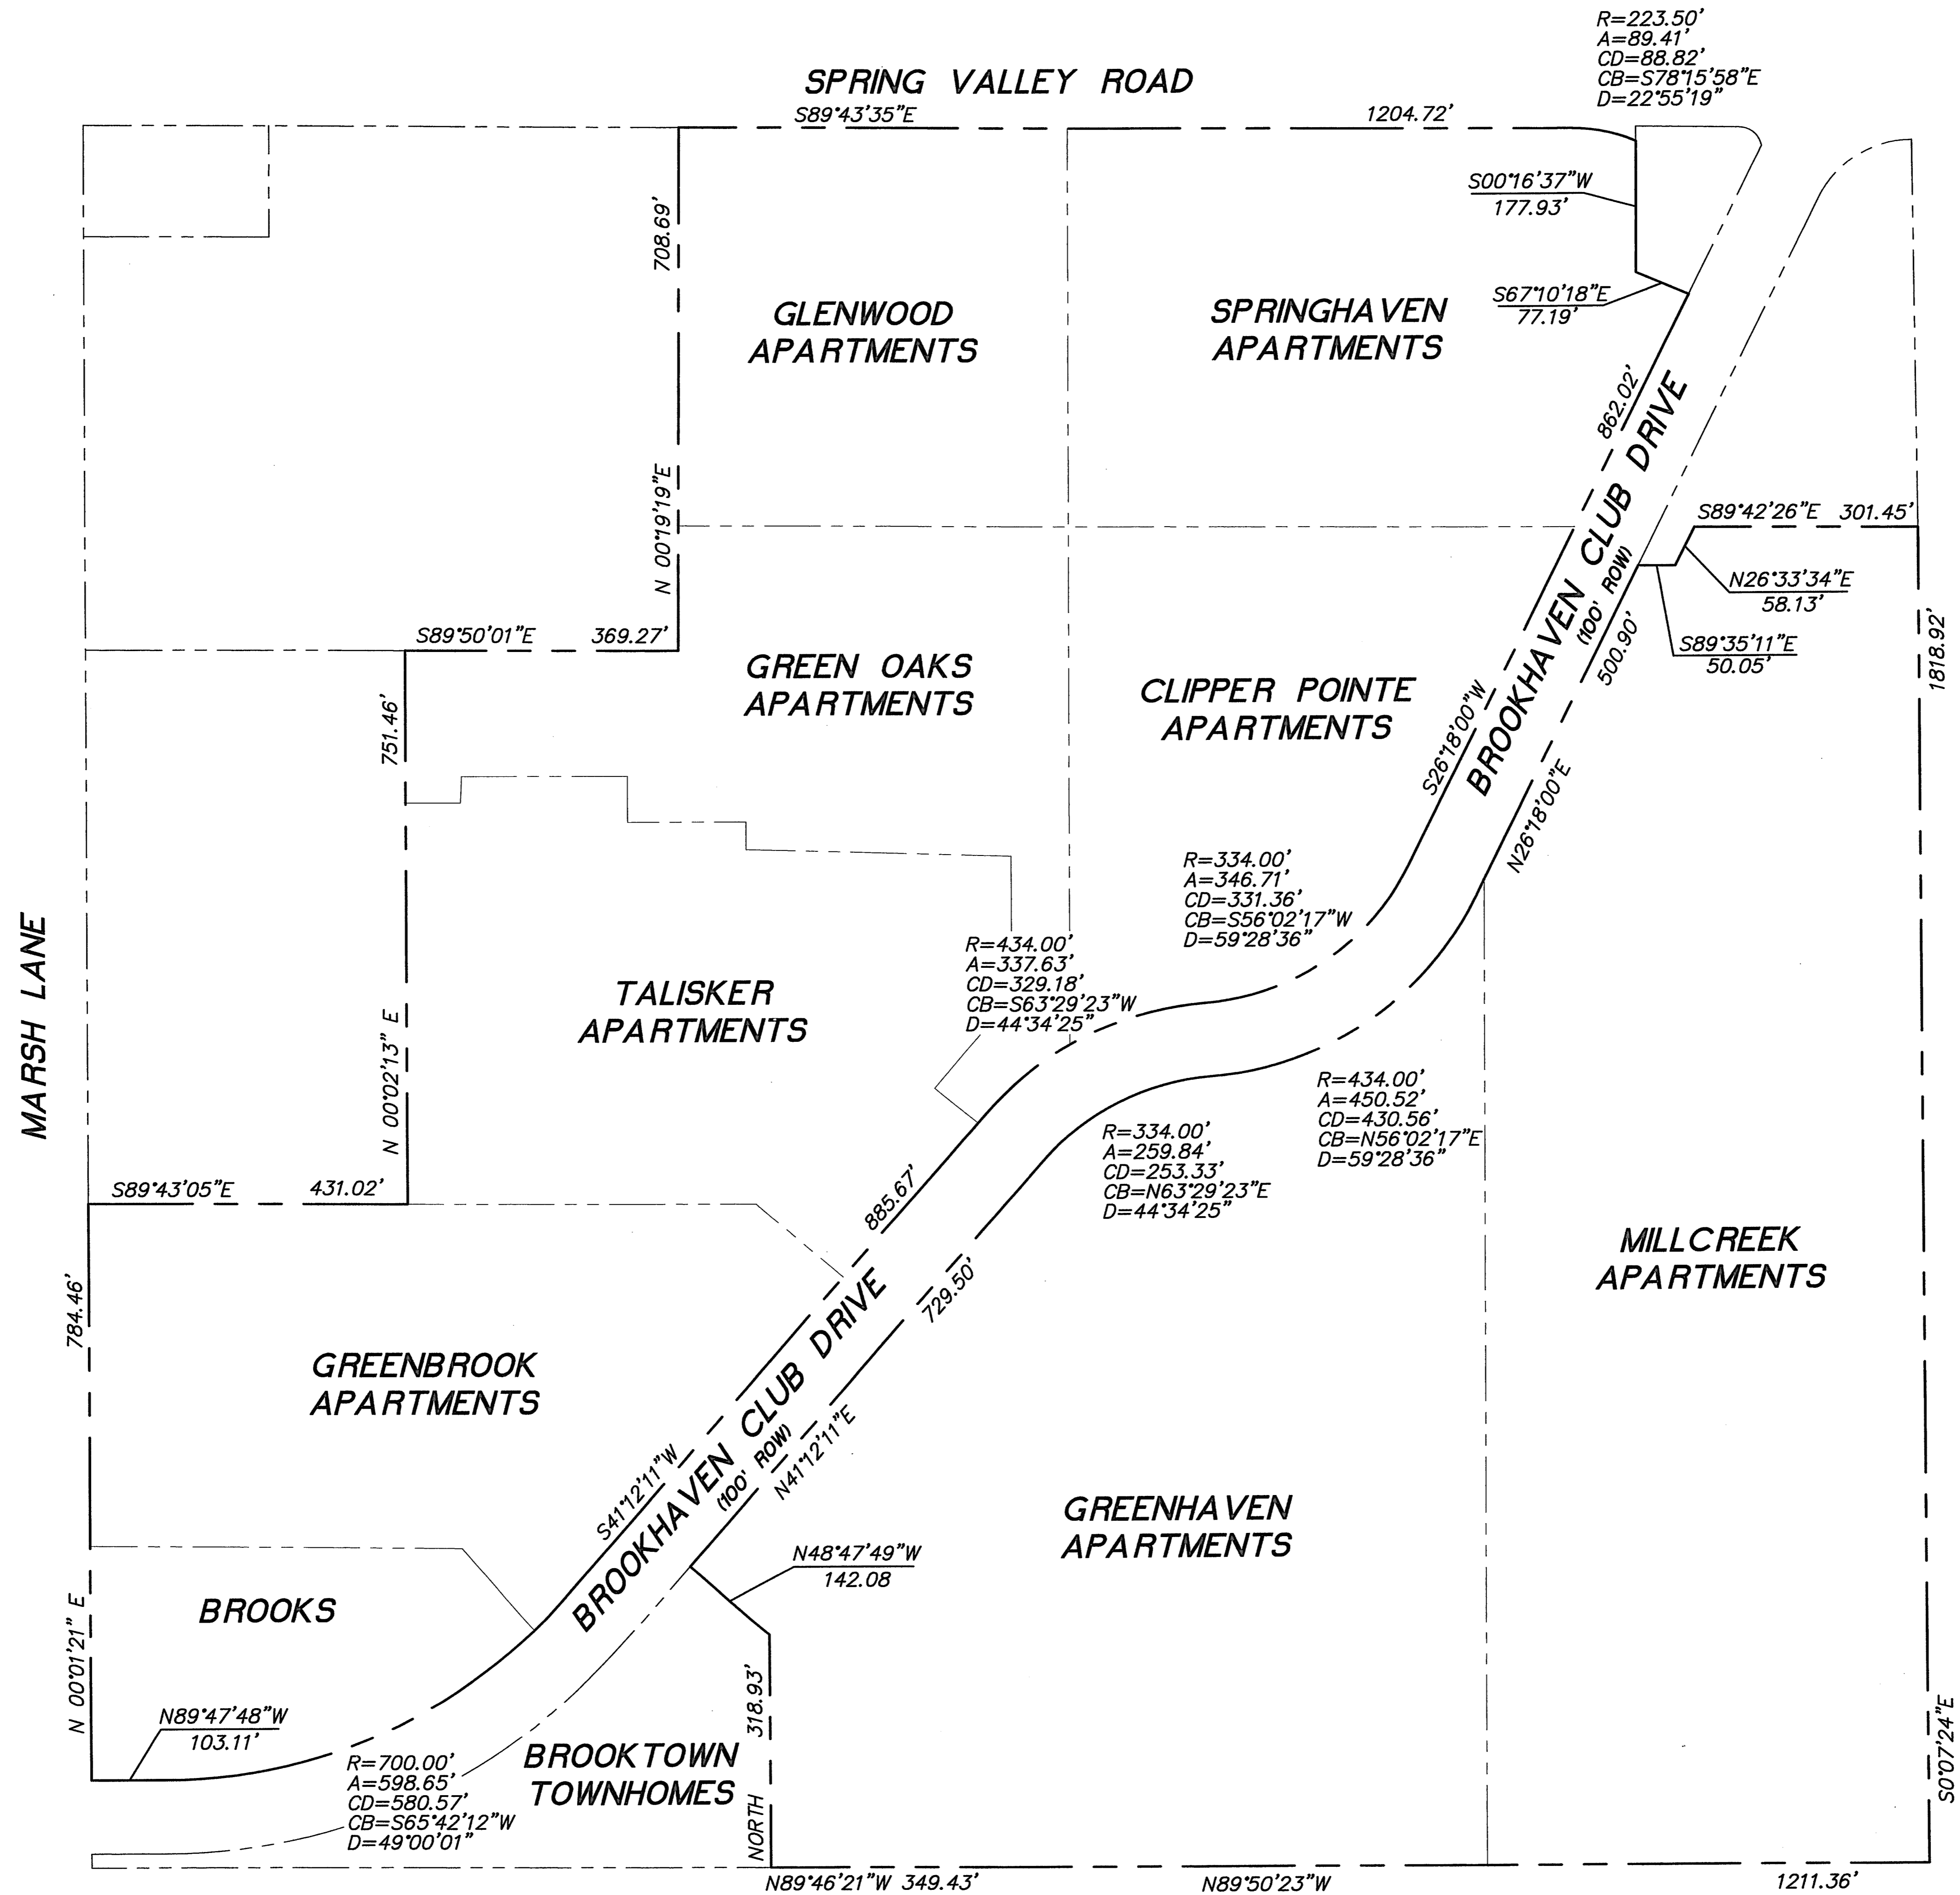 R=223.50'
A=89.41'
CD=88.82'
CB=S78°15'58"E
D=22°55'19"
SPRING VALLEY ROAD
S89°43'35"E 1204.72'
S00°16'37"W
177.93'
708.69'
S67°10'18"E
77.19'
GLENWOOD
APARTMENTS
SPRINGHAVEN
APARTMENTS
862.02'
BROOKHAVEN CLUB DRIVE
(100' ROW)
N 00°19'19"E
S89°42'26"E 301.45'
N26°33'34"E
58.13'
S89°35'11"E
50.05'
500.90'
1818.92'
S89°50'01"E 369.27'
GREEN OAKS
APARTMENTS
CLIPPER POINTE
APARTMENTS
751.46'
S26°18'00"W
N26°18'00"E
R=334.00'
A=346.71'
CD=331.36'
CB=S56°02'17"W
D=59°28'36"
R=434.00'
A=337.63'
CD=329.18'
CB=S63°29'23"W
D=44°34'25"
MARSH LANE
TALISKER
APARTMENTS
N 00°02'13" E
R=434.00'
A=450.52'
CD=430.56'
CB=N56°02'17"E
D=59°28'36"
R=334.00'
A=259.84'
CD=253.33'
CB=N63°29'23"E
D=44°34'25"
S89°43'05"E 431.02'
885.67'
MILLCREEK
APARTMENTS
784.46'
729.50'
GREENBROOK
APARTMENTS
BROOKHAVEN CLUB DRIVE
(100' ROW)
S41°12'11"W
N41°12'11"E
GREENHAVEN
APARTMENTS
N48°47'49"W
142.08
BROOKS
N 00°01'21" E
N89°47'48"W
103.11'
318.93'
NORTH
R=700.00'
A=598.65'
CD=580.57'
CB=S65°42'12"W
D=49°00'01"
BROOKTOWN
TOWNHOMES
S0°07'24"E
N89°46'21"W 349.43'
N89°50'23"W
1211.36'